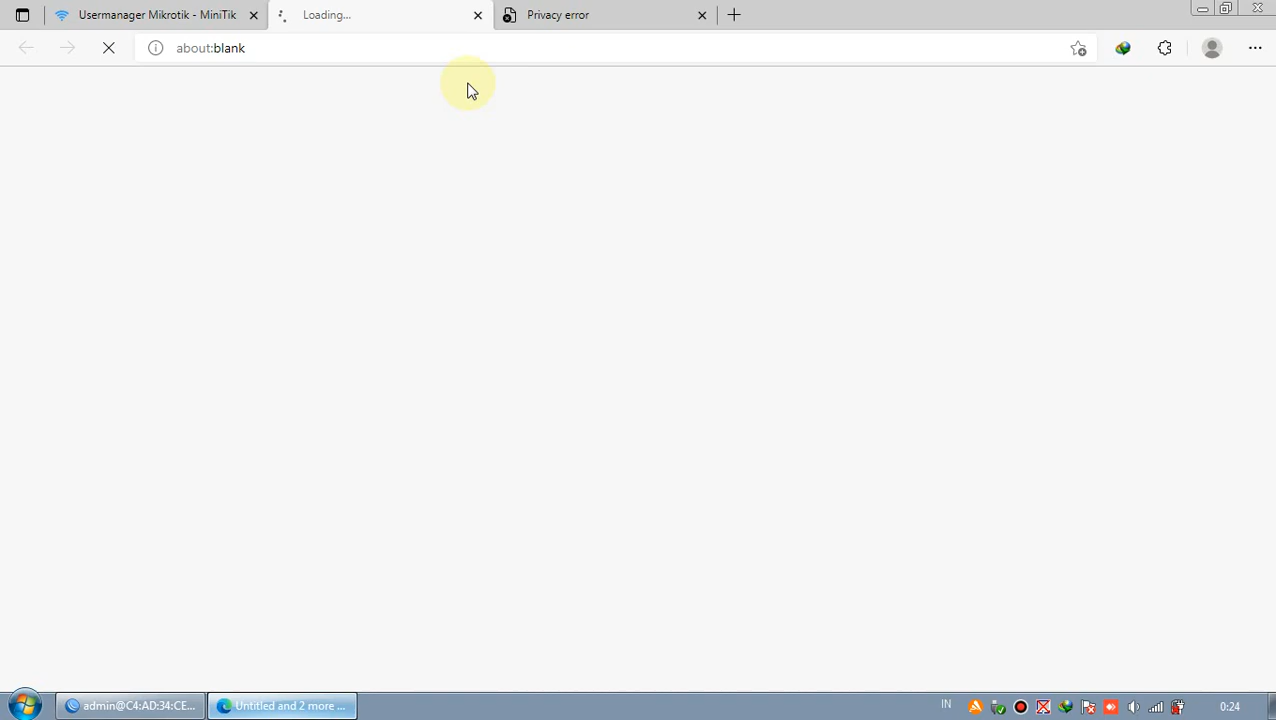 Usermanager Mikrotik - MiniTik
Loading...
Privacy error
about:blank
admin@C4:AD:34:CE...
Untitled and 2 more ...
IN
0:24